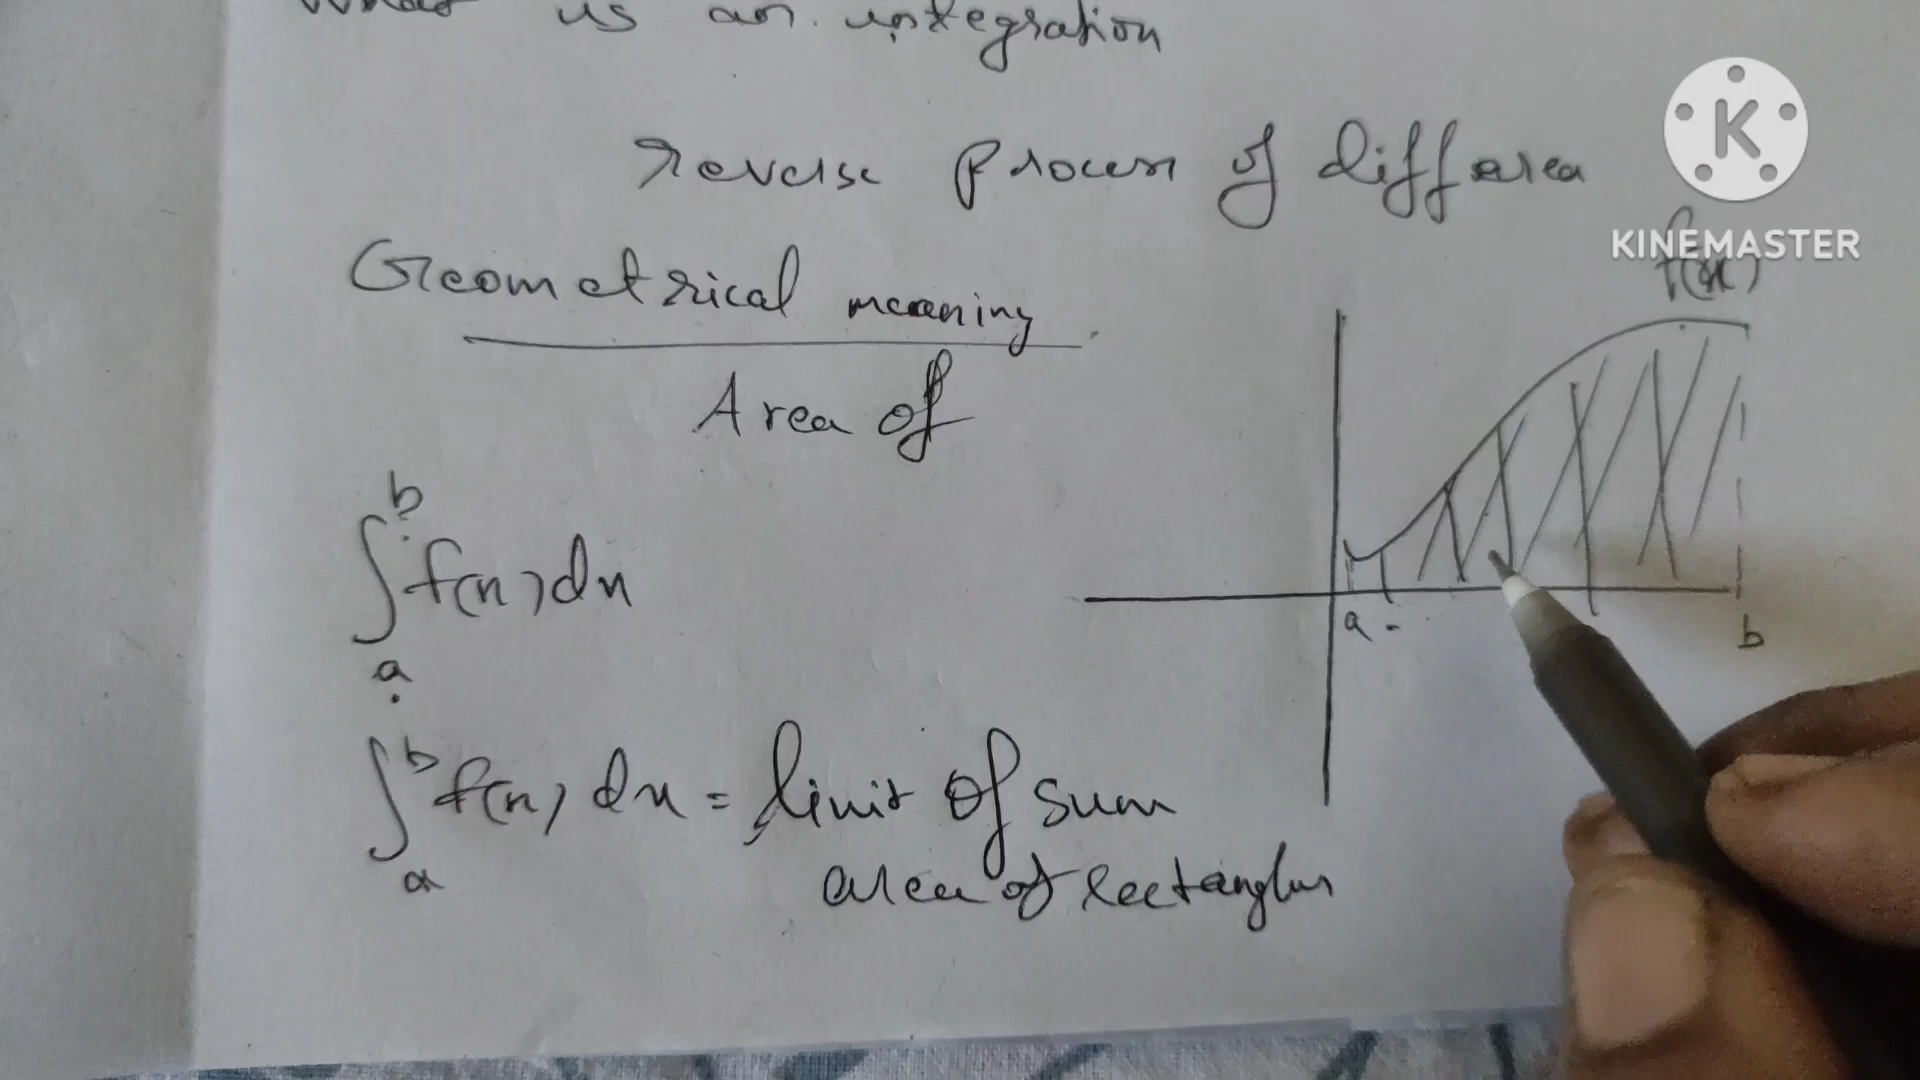 What is an integration
reverse process of differen
Geometrical meaning
Area of
∫ₐᵇ f(x) dx
∫ₐᵇ f(x) dx = limit of sum
area of rectangles
f(x)
a
b
KINEMASTER